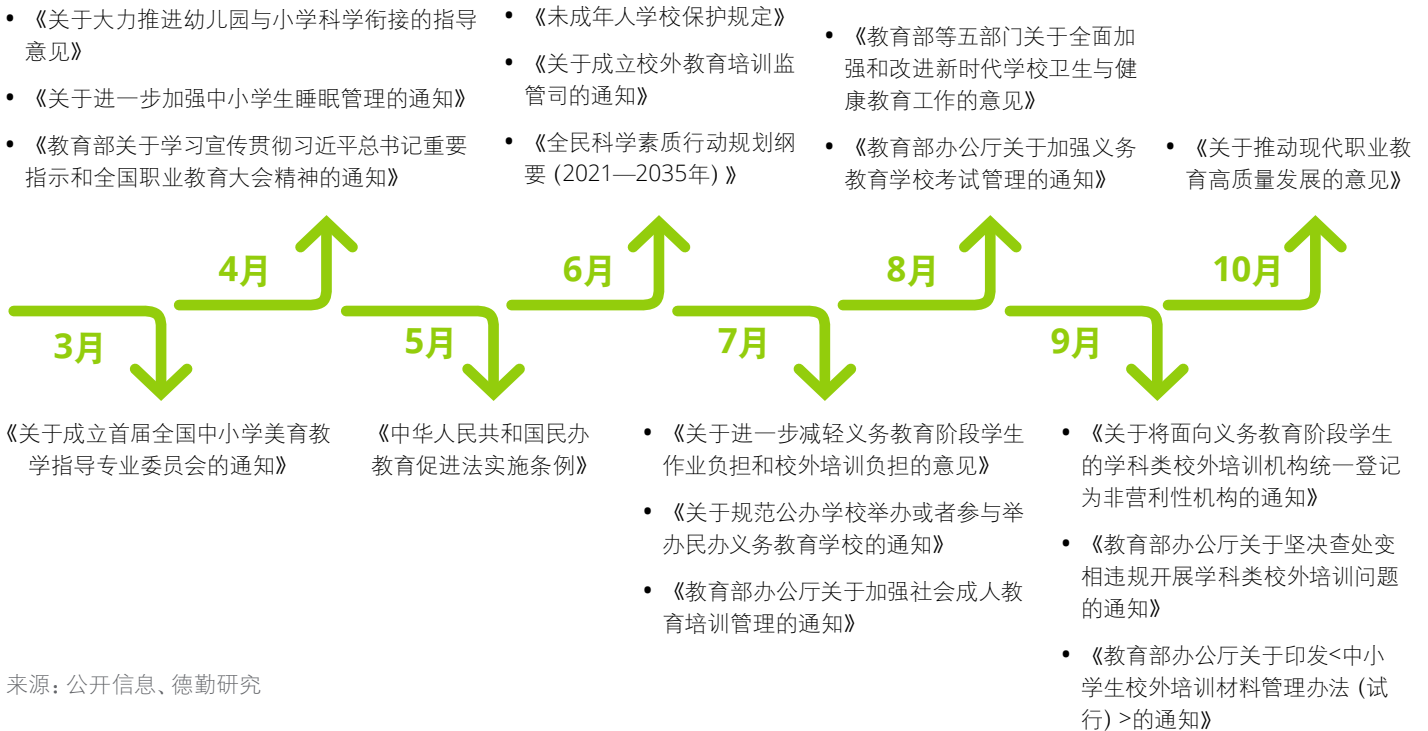 • 《关于大力推进幼儿园与小学科学衔接的指导
意见》
• 《关于进一步加强中小学生睡眠管理的通知》
• 《教育部关于学习宣传贯彻习近平总书记重要
指示和全国职业教育大会精神的通知》
• 《未成年人学校保护规定》
• 《关于成立校外教育培训监
管司的通知》
• 《全民科学素质行动规划纲
要 (2021—2035年) 》
• 《教育部等五部门关于全面加
强和改进新时代学校卫生与健
康教育工作的意见》
• 《教育部办公厅关于加强义务
教育学校考试管理的通知》
• 《关于推动现代职业教
育高质量发展的意见》
4月
6月
8月
10月
3月
5月
7月
9月
《关于成立首届全国中小学美育教
学指导专业委员会的通知》
《中华人民共和国民办
教育促进法实施条例》
• 《关于进一步减轻义务教育阶段学生
作业负担和校外培训负担的意见》
• 《关于规范公办学校举办或者参与举
办民办义务教育学校的通知》
• 《教育部办公厅关于加强社会成人教
育培训管理的通知》
• 《关于将面向义务教育阶段学生
的学科类校外培训机构统一登记
为非营利性机构的通知》
• 《教育部办公厅关于坚决查处变
相违规开展学科类校外培训问题
的通知》
• 《教育部办公厅关于印发<中小
学生校外培训材料管理办法 (试
行) >的通知》
来源: 公开信息、德勤研究